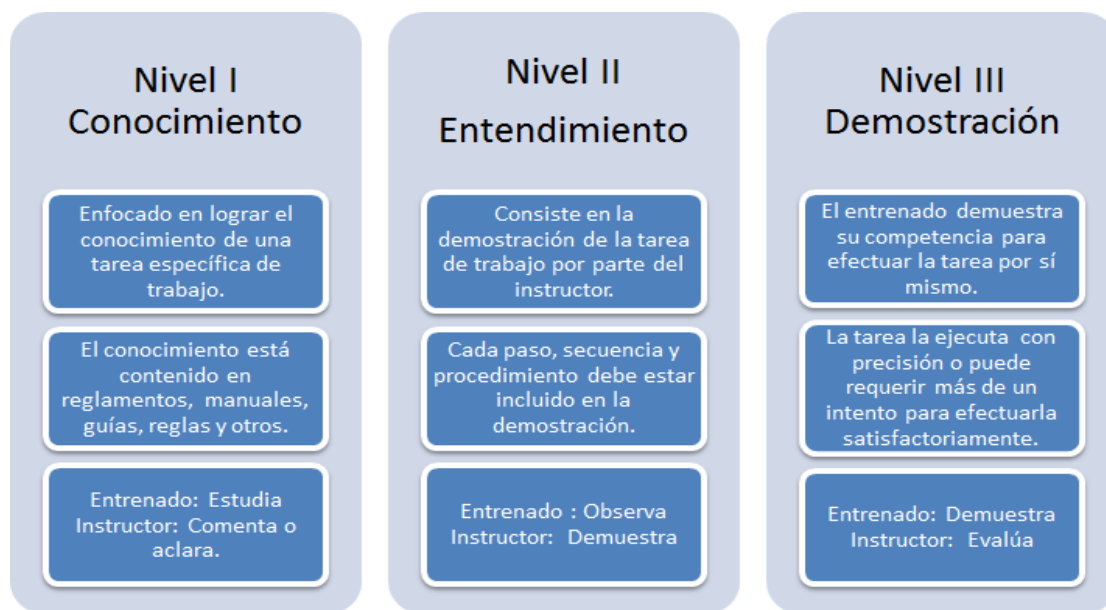 Nivel I
Conocimiento
Enfocado en lograr el
conocimiento de una
tarea específica de
trabajo.
El conocimiento está
contenido en
reglamentos, manuales,
guías, reglas y otros.
Entrenado: Estudia
Instructor: Comenta o
aclara.
Nivel II
Entendimiento
Consiste en la
demostración de la tarea
de trabajo por parte del
instructor.
Cada paso, secuencia y
procedimiento debe estar
incluido en la
demostración.
Entrenado : Observa
Instructor: Demuestra
Nivel III
Demostración
El entrenado demuestra
su competencia para
efectuar la tarea por sí
mismo.
La tarea la ejecuta con
precisión o puede
requerir más de un
intento para efectuarla
satisfactoriamente.
Entrenado: Demuestra
Instructor: Evalúa